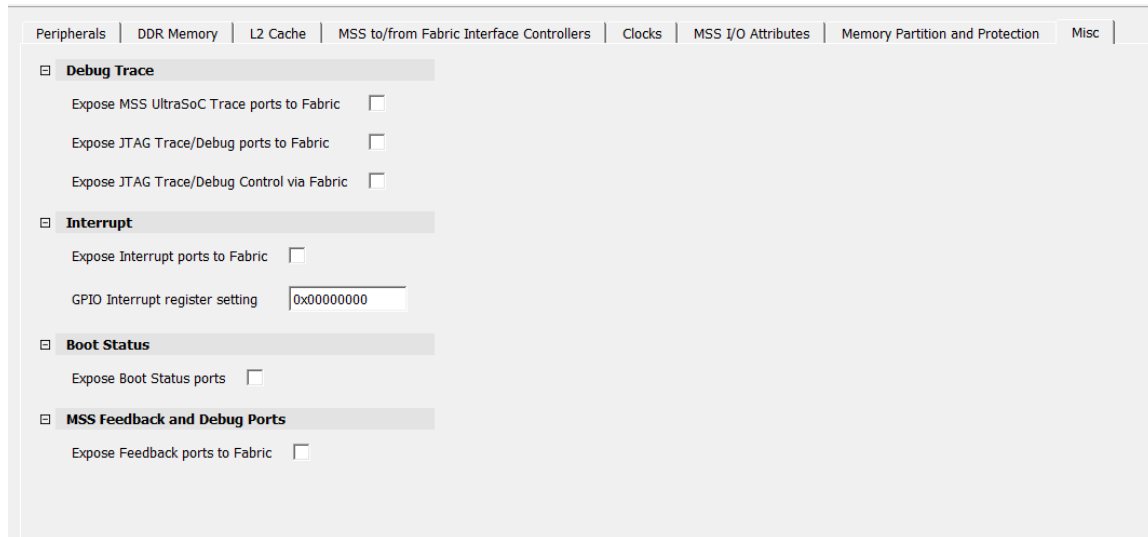 Peripherals DDR Memory L2 Cache MSS to/from Fabric Interface Controllers Clocks MSS I/O Attributes Memory Partition and Protection Misc
Debug Trace
Expose MSS UltraSoC Trace ports to Fabric
Expose JTAG Trace/Debug ports to Fabric
Expose JTAG Trace/Debug Control via Fabric
Interrupt
Expose Interrupt ports to Fabric
GPIO Interrupt register setting 0x00000000
Boot Status
Expose Boot Status ports
MSS Feedback and Debug Ports
Expose Feedback ports to Fabric